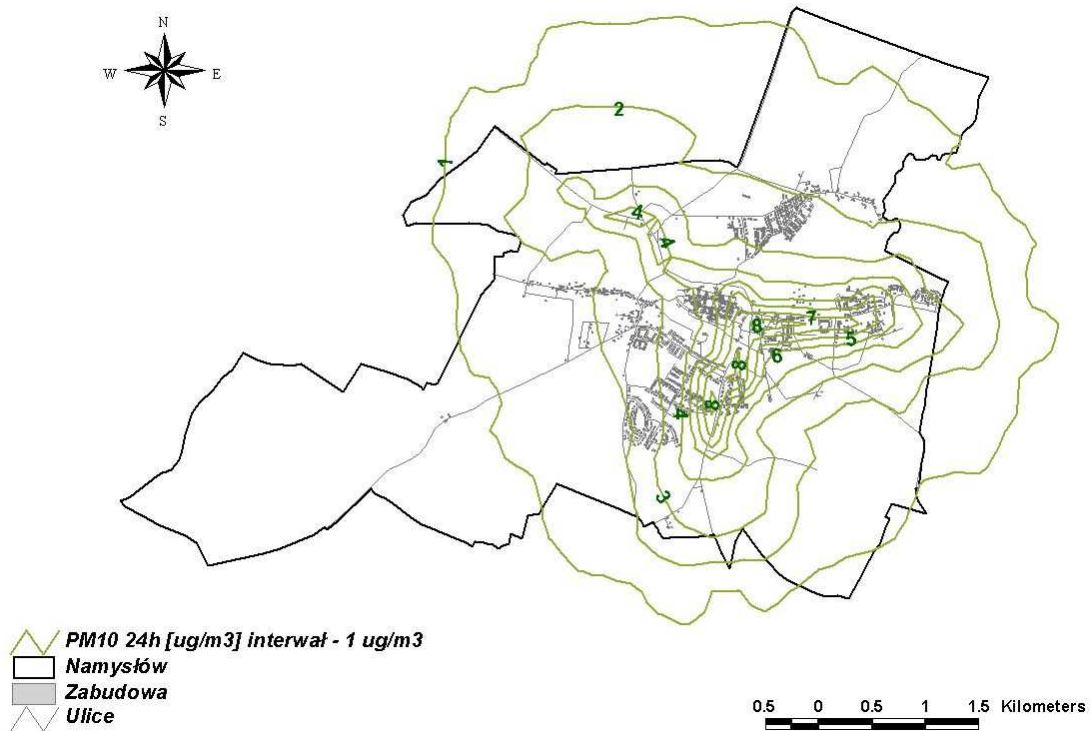 N
W E
S
2
1
4
4
8
7
5
6
8
8
4
3
PM10 24h [ug/m3] interwał - 1 ug/m3
Namysłów
Zabudowa
Ulice
0.5 0 0.5 1 1.5 Kilometers